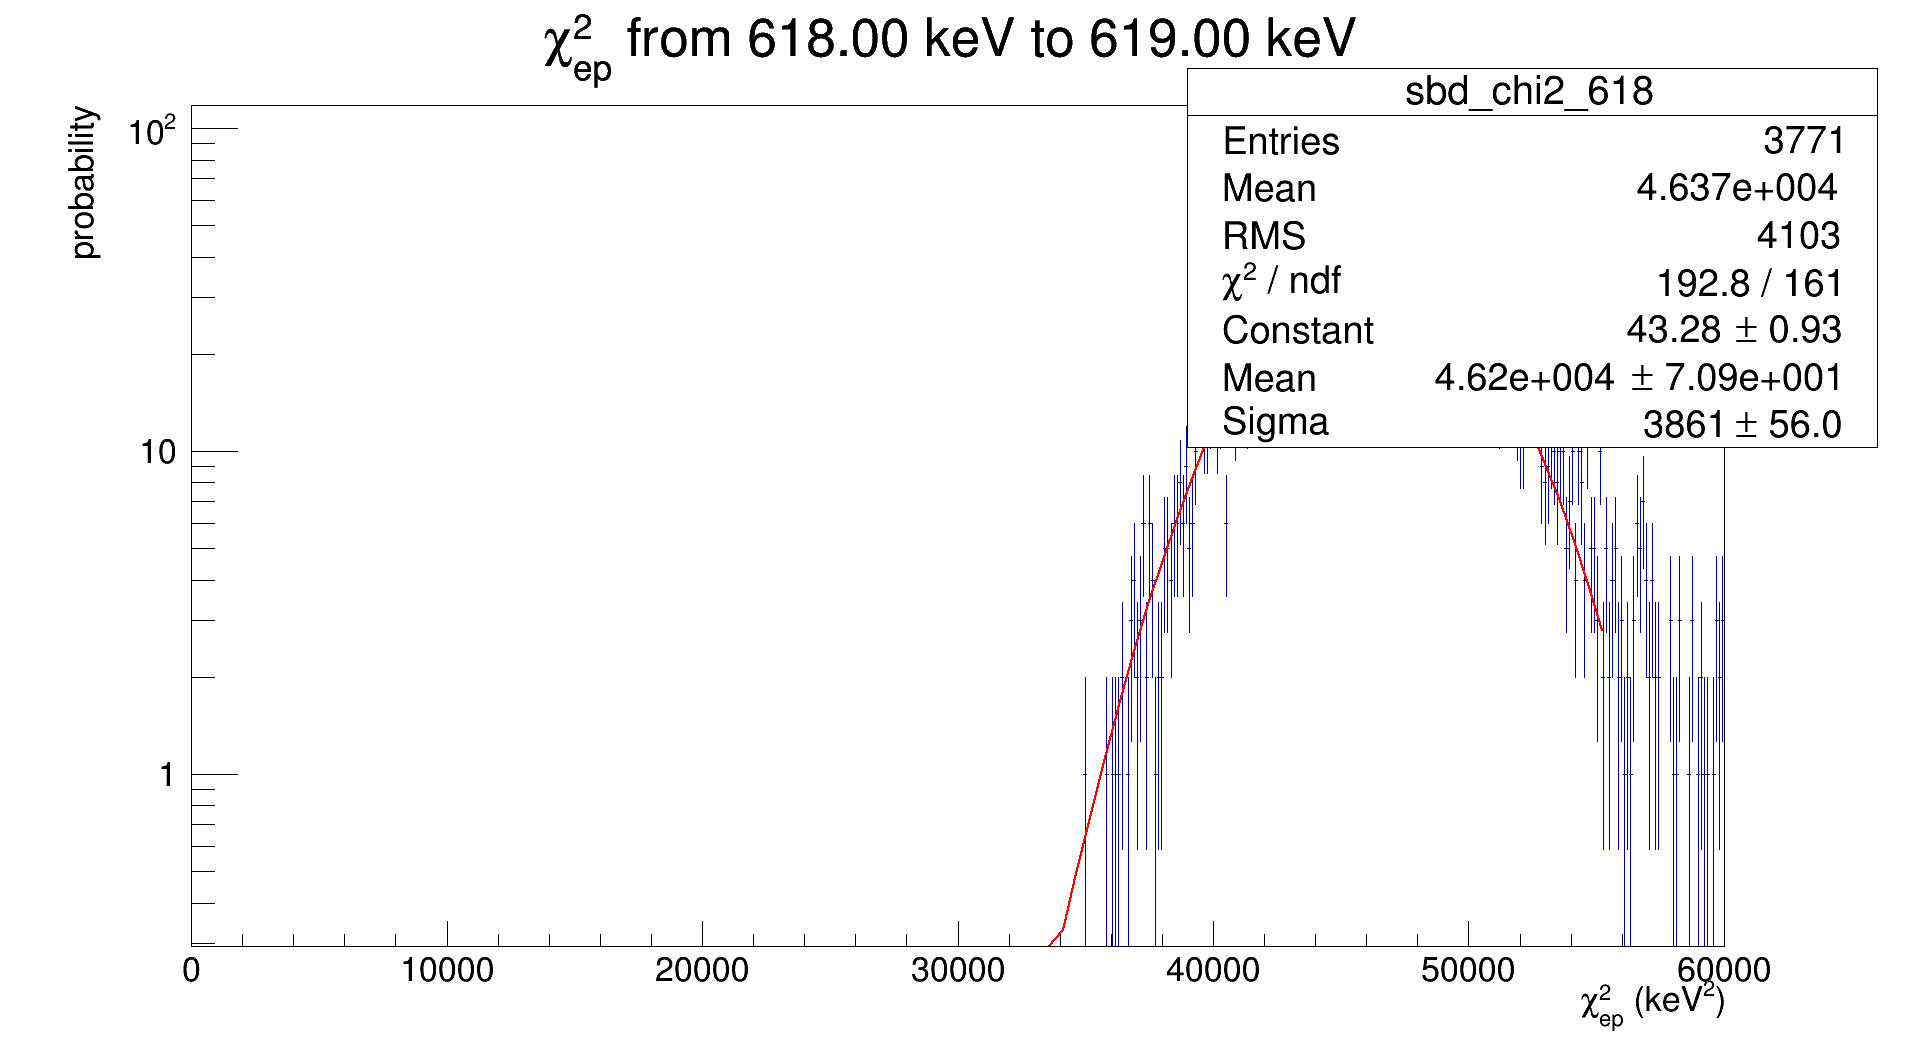 χ²ep from 618.00 keV to 619.00 keV
sbd_chi2_618
Entries 3771
Mean 4.637e+004
RMS 4103
χ² / ndf 192.8 / 161
Constant 43.28 ± 0.93
Mean 4.62e+004 ± 7.09e+001
Sigma 3861 ± 56.0
probability
10²
10
1
0 10000 20000 30000 40000 50000 60000
χ²ep (keV²)